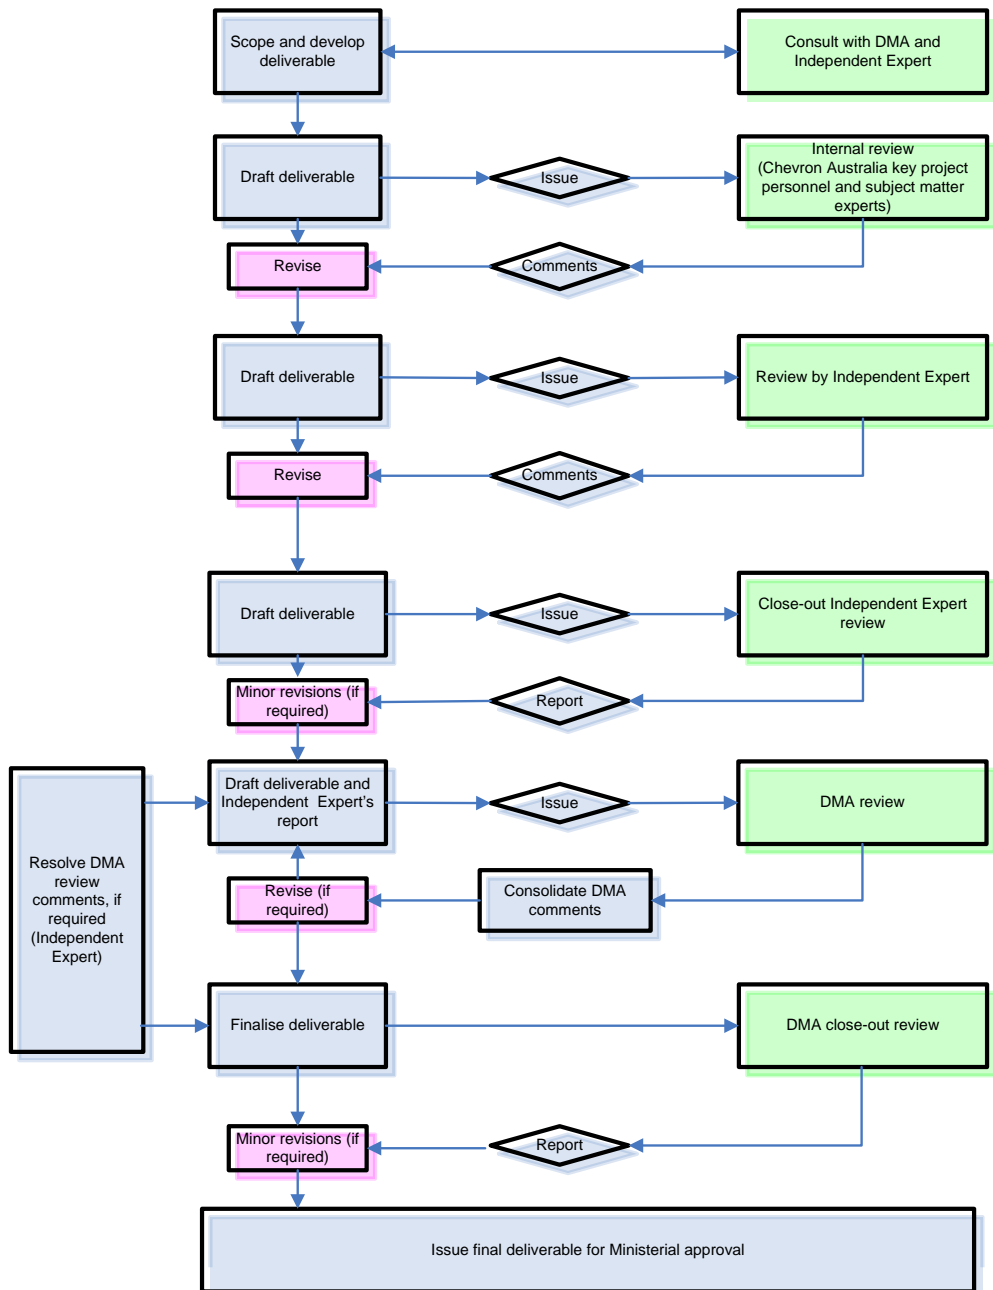 Scope and develop
deliverable
Consult with DMA and
Independent Expert
Draft deliverable
Issue
Internal review
(Chevron Australia key project
personnel and subject matter
experts)
Revise
Comments
Draft deliverable
Issue
Review by Independent Expert
Revise
Comments
Draft deliverable
Issue
Close-out Independent Expert
review
Minor revisions (if
required)
Report
Draft deliverable and
Independent Expert's
report
Issue
DMA review
Resolve DMA
review
comments, if
required
(Independent
Expert)
Revise (if
required)
Consolidate DMA
comments
Finalise deliverable
DMA close-out review
Minor revisions (if
required)
Report
Issue final deliverable for Ministerial approval